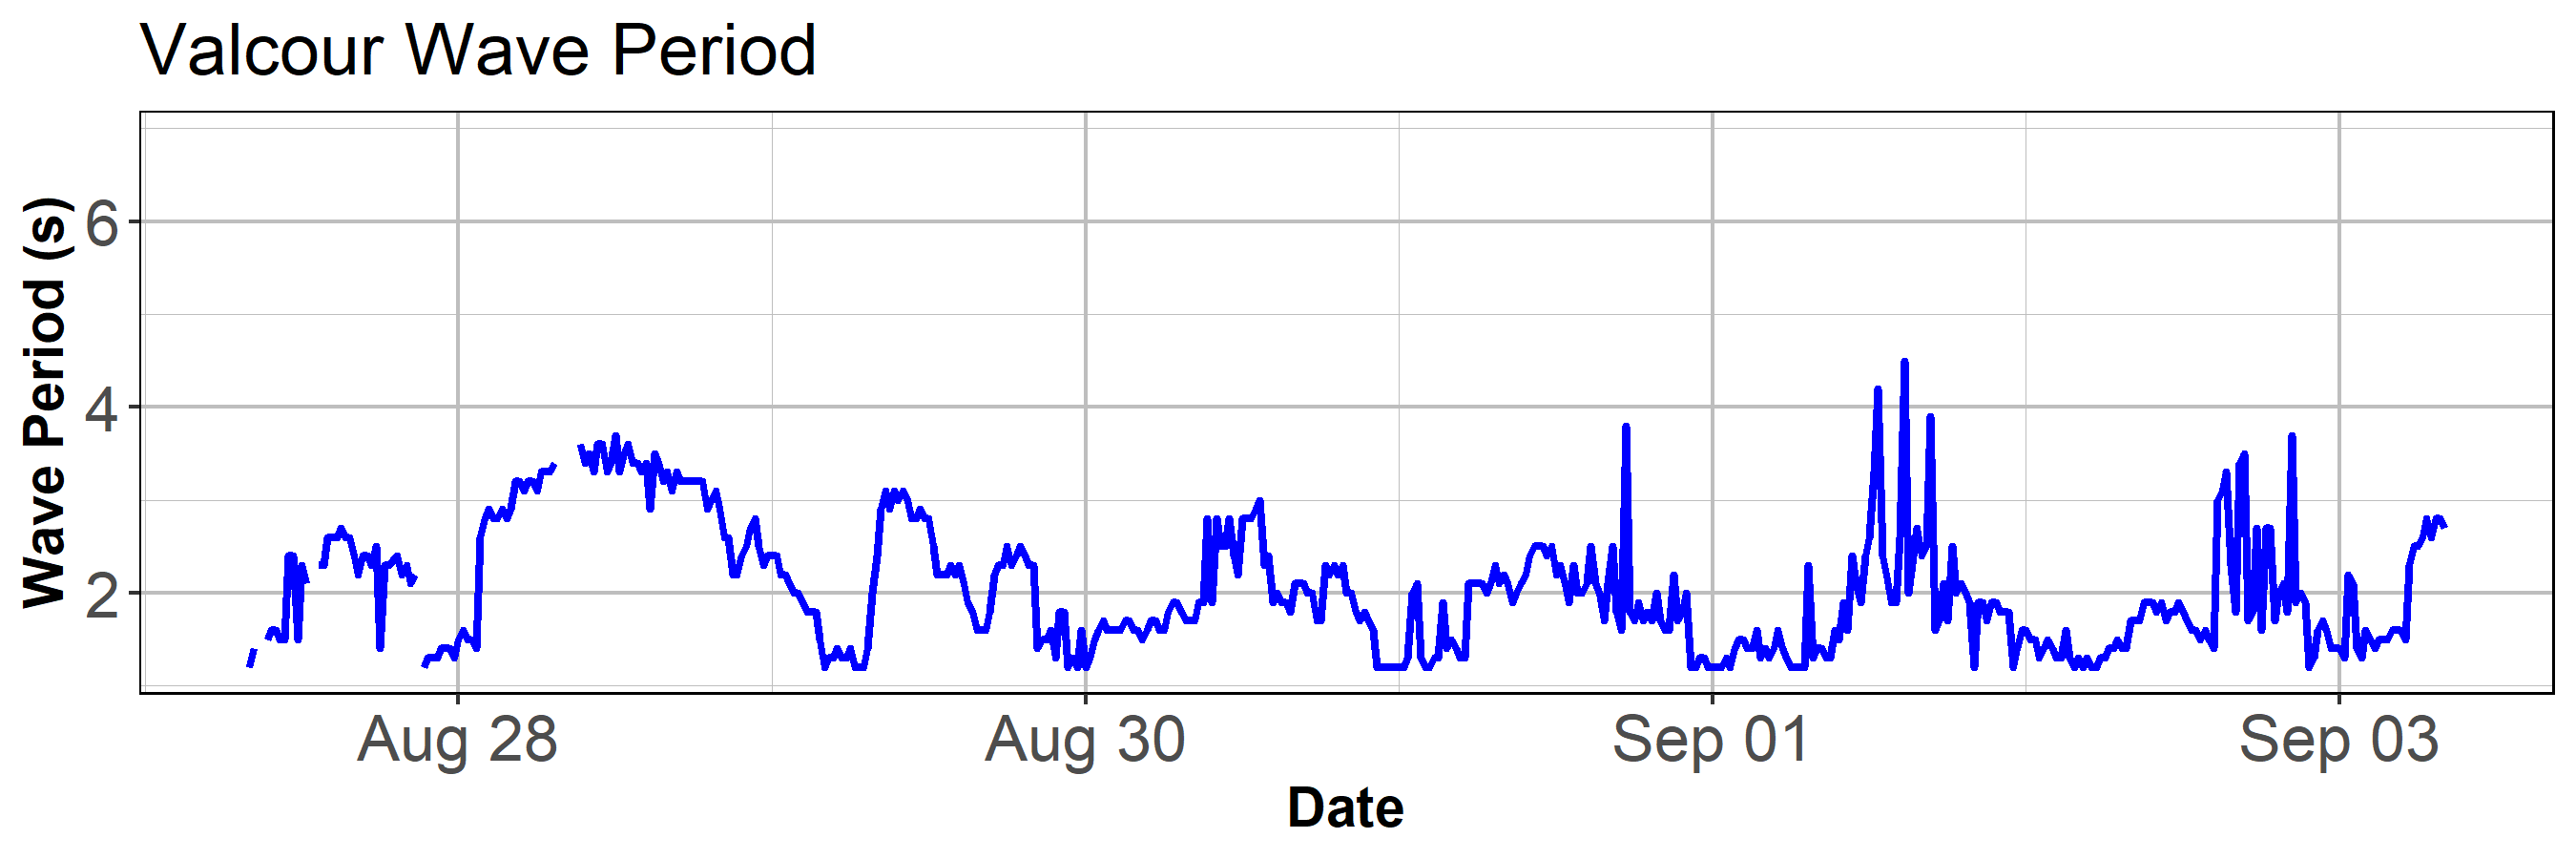 Valcour Wave Period
Wave Period (s)
6
4
2
Aug 28
Aug 30
Sep 01
Sep 03
Date